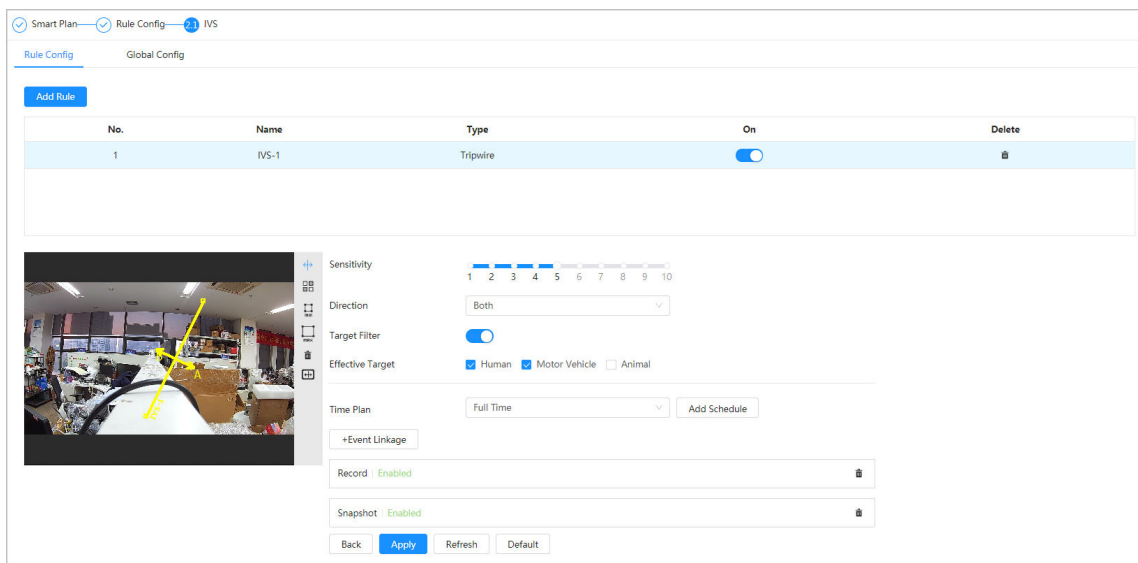 Smart Plan Rule Config 2.1 IVS
Rule Config Global Config
Add Rule
No. Name Type On Delete
1 IVS-1 Tripwire
Sensitivity
1 2 3 4 5 6 7 8 9 10
Direction Both
Target Filter
Effective Target Human Motor Vehicle Animal
A
Time Plan Full Time Add Schedule
+Event Linkage
Record Enabled
Snapshot Enabled
Back Apply Refresh Default